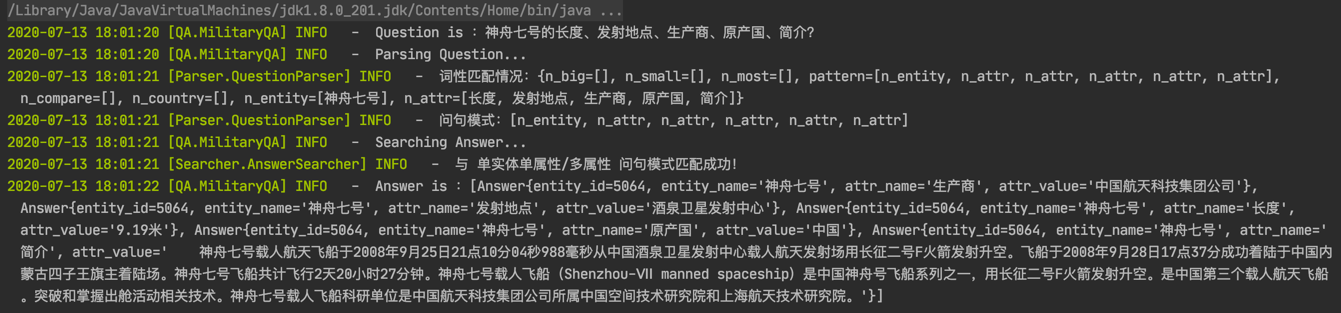 /Library/Java/JavaVirtualMachines/jdk1.8.0_201.jdk/Contents/Home/bin/java ...
2020-07-13 18:01:20 [QA.MilitaryQA] INFO  -  Question is : 神舟七号的长度、发射地点、生产商、原产国、简介?
2020-07-13 18:01:20 [QA.MilitaryQA] INFO  -  Parsing Question...
2020-07-13 18:01:21 [Parser.QuestionParser] INFO  -  词性匹配情况: {n_big=[], n_small=[], n_most=[], pattern=[n_entity, n_attr, n_attr, n_attr, n_attr, n_attr],
n_compare=[], n_country=[], n_entity=[神舟七号], n_attr=[长度, 发射地点, 生产商, 原产国, 简介]}
2020-07-13 18:01:21 [Parser.QuestionParser] INFO  -  问句模式: [n_entity, n_attr, n_attr, n_attr, n_attr, n_attr]
2020-07-13 18:01:21 [QA.MilitaryQA] INFO  -  Searching Answer...
2020-07-13 18:01:21 [Searcher.AnswerSearcher] INFO  -  与 单实体单属性/多属性 问句模式匹配成功!
2020-07-13 18:01:22 [QA.MilitaryQA] INFO  -  Answer is : [Answer{entity_id=5064, entity_name='神舟七号', attr_name='生产商', attr_value='中国航天科技集团公司'},
Answer{entity_id=5064, entity_name='神舟七号', attr_name='发射地点', attr_value='酒泉卫星发射中心'}, Answer{entity_id=5064, entity_name='神舟七号', attr_name='长度',
attr_value='9.19米'}, Answer{entity_id=5064, entity_name='神舟七号', attr_name='原产国', attr_value='中国'}, Answer{entity_id=5064, entity_name='神舟七号', attr_name='
简介', attr_value='    神舟七号载人航天飞船于2008年9月25日21点10分04秒988毫秒从中国酒泉卫星发射中心载人航天发射场用长征二号F火箭发射升空。飞船于2008年9月28日17点37分成功着陆于中国内
蒙古四子王旗主着陆场。神舟七号飞船共计飞行2天20小时27分钟。神舟七号载人飞船（Shenzhou-Ⅶ manned spaceship）是中国神舟号飞船系列之一，用长征二号F火箭发射升空。是中国第三个载人航天飞船
。突破和掌握出舱活动相关技术。神舟七号载人飞船科研单位是中国航天科技集团公司所属中国空间技术研究院和上海航天技术研究院。'}]